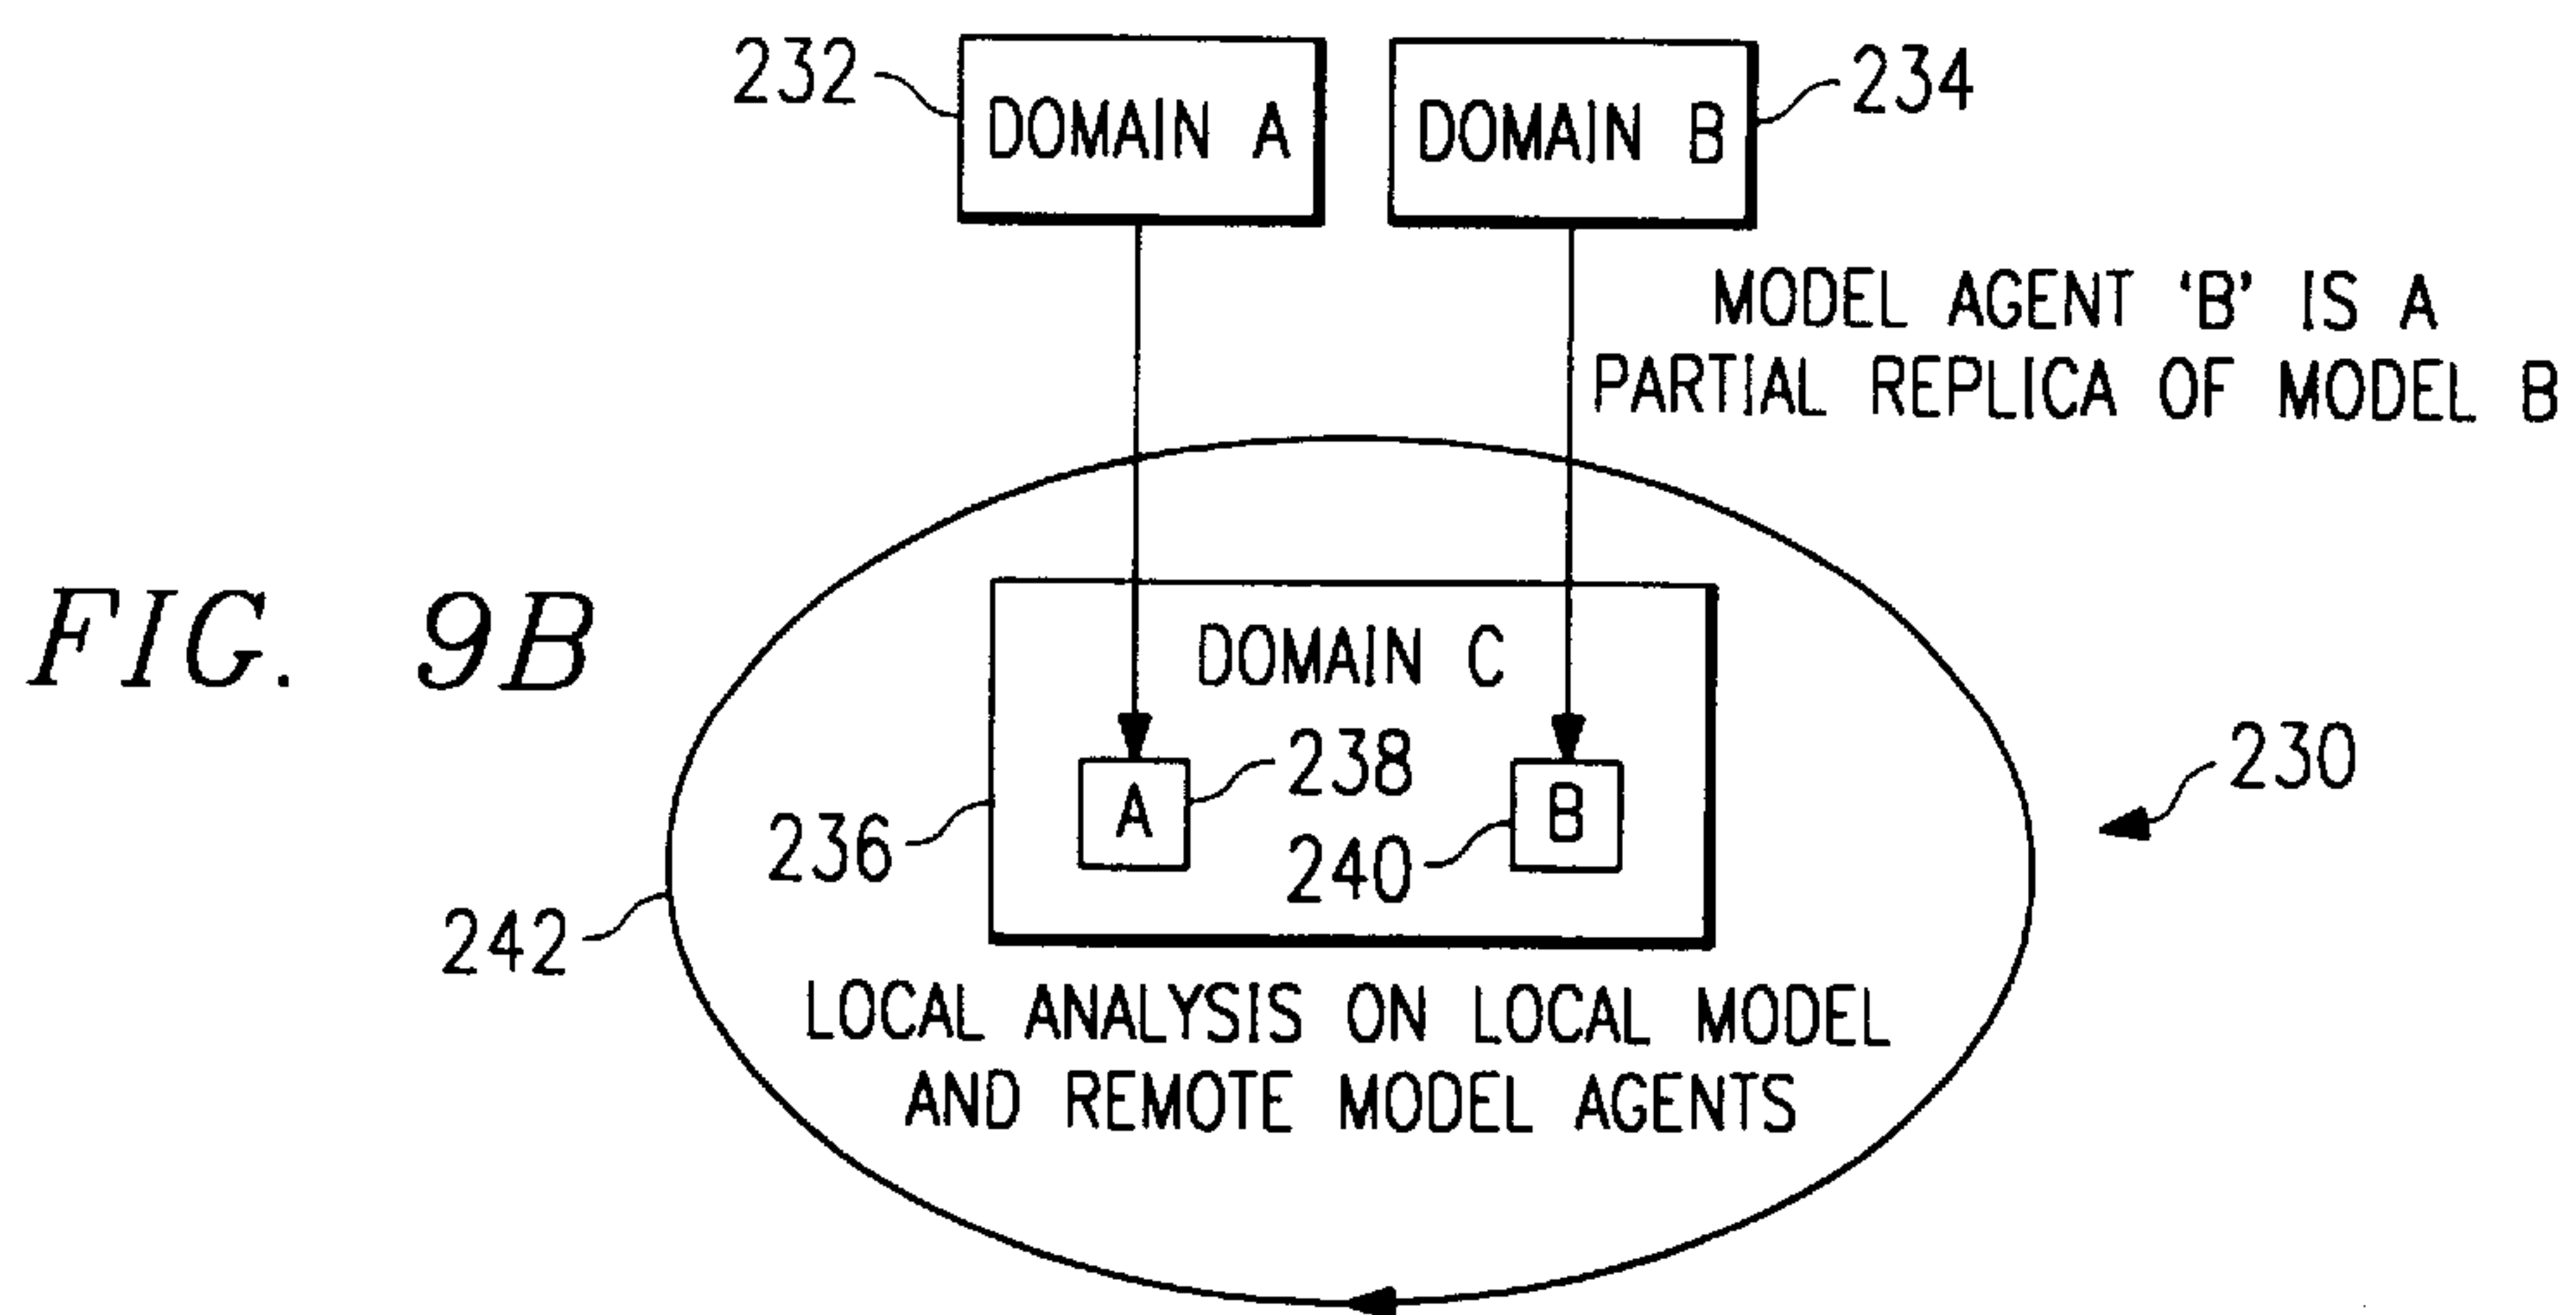 232
DOMAIN A
DOMAIN B
234
MODEL AGENT ‘B’ IS A
PARTIAL REPLICA OF MODEL B
FIG. 9B
DOMAIN C
236
A
238
240
B
230
242
LOCAL ANALYSIS ON LOCAL MODEL
AND REMOTE MODEL AGENTS